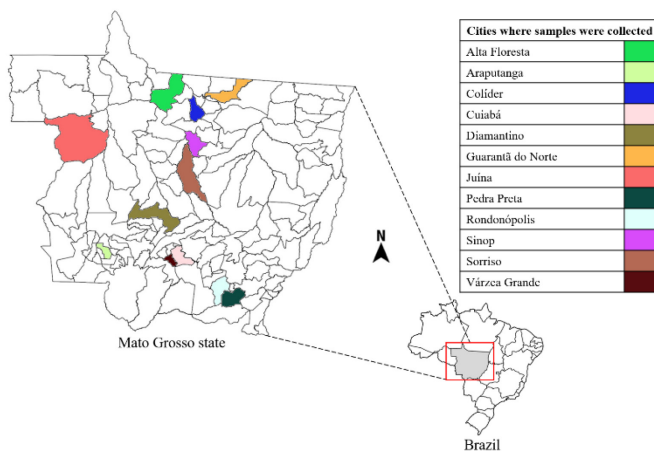 Cities where samples were collected
Alta Floresta
Araputanga
Colíder
Cuiabá
Diamantino
Guarantã do Norte
Juína
Pedra Preta
Rondonópolis
Sinop
Sorriso
Várzea Grande
N
Mato Grosso state
Brazil